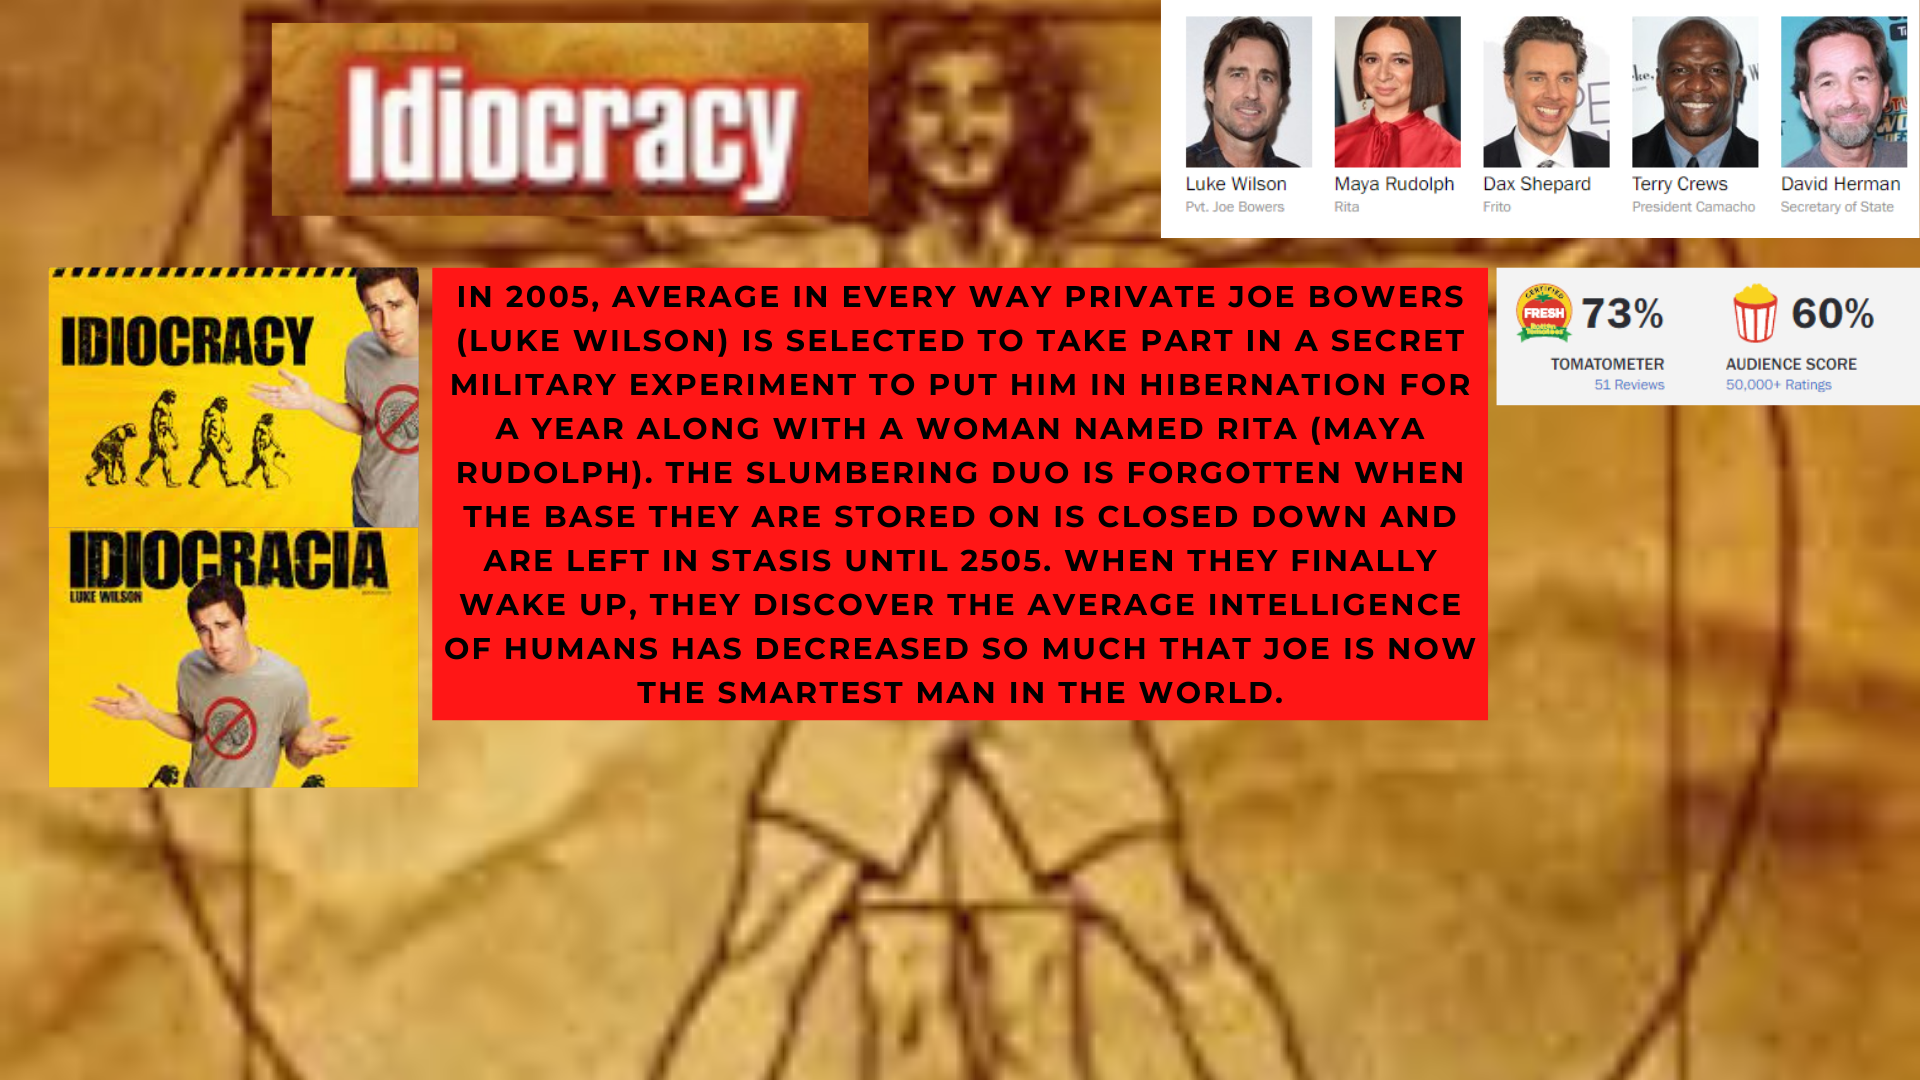 Idiocracy
Luke Wilson
Pvt. Joe Bowers
Maya Rudolph
Rita
Dax Shepard
Frito
Terry Crews
President Camacho
David Herman
Secretary of State
IDIOCRACY
IDIOCRACIA
LUKE WILSON
IN 2005, AVERAGE IN EVERY WAY PRIVATE JOE BOWERS
(LUKE WILSON) IS SELECTED TO TAKE PART IN A SECRET
MILITARY EXPERIMENT TO PUT HIM IN HIBERNATION FOR
A YEAR ALONG WITH A WOMAN NAMED RITA (MAYA
RUDOLPH). THE SLUMBERING DUO IS FORGOTTEN WHEN
THE BASE THEY ARE STORED ON IS CLOSED DOWN AND
ARE LEFT IN STASIS UNTIL 2505. WHEN THEY FINALLY
WAKE UP, THEY DISCOVER THE AVERAGE INTELLIGENCE
OF HUMANS HAS DECREASED SO MUCH THAT JOE IS NOW
THE SMARTEST MAN IN THE WORLD.
CERTIFIED
FRESH
Rotten
Tomatoes
73%
TOMATOMETER
51 Reviews
60%
AUDIENCE SCORE
50,000+ Ratings